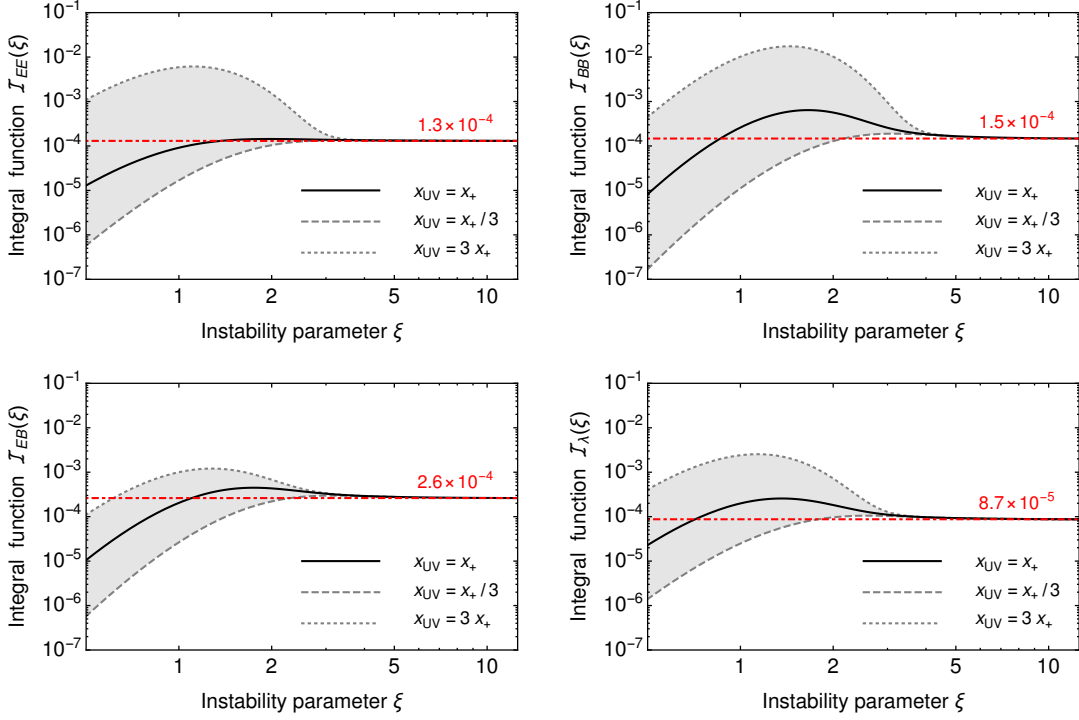 Integral function I_EE(ξ)
10^-1
10^-2
10^-3
10^-4
10^-5
10^-6
10^-7
1.3×10^-4
x_UV = x_+
x_UV = x_+ / 3
x_UV = 3 x_+
1 2 5 10
Instability parameter ξ
Integral function I_BB(ξ)
10^-1
10^-2
10^-3
10^-4
10^-5
10^-6
10^-7
1.5×10^-4
x_UV = x_+
x_UV = x_+ / 3
x_UV = 3 x_+
1 2 5 10
Instability parameter ξ
Integral function I_EB(ξ)
10^-1
10^-2
10^-3
10^-4
10^-5
10^-6
10^-7
2.6×10^-4
x_UV = x_+
x_UV = x_+ / 3
x_UV = 3 x_+
1 2 5 10
Instability parameter ξ
Integral function I_λ(ξ)
10^-1
10^-2
10^-3
10^-4
10^-5
10^-6
10^-7
8.7×10^-5
x_UV = x_+
x_UV = x_+ / 3
x_UV = 3 x_+
1 2 5 10
Instability parameter ξ